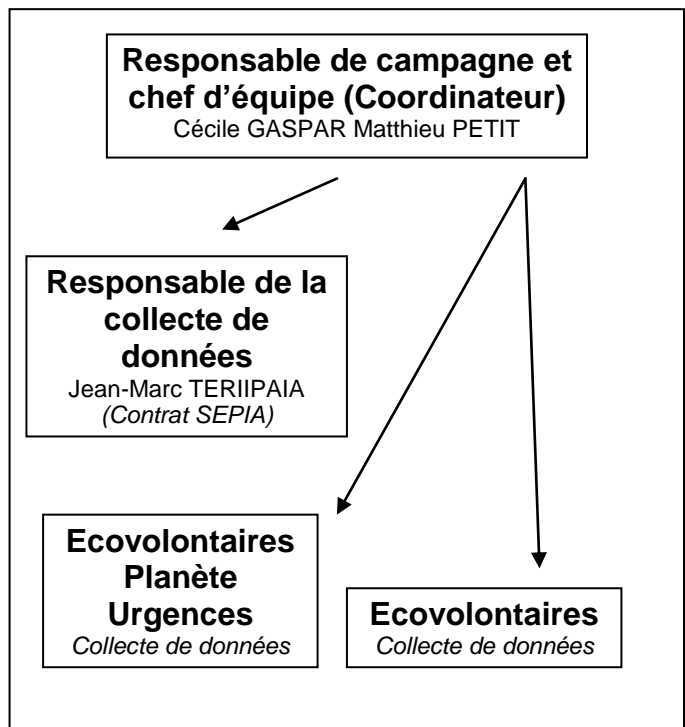 Responsable de campagne et
chef d’équipe (Coordinateur)
Cécile GASPAR Matthieu PETIT
Responsable de la
collecte de
données
Jean-Marc TERIIPAIA
(Contrat SEPIA)
Ecovolontaires
Planète
Urgences
Collecte de données
Ecovolontaires
Collecte de données